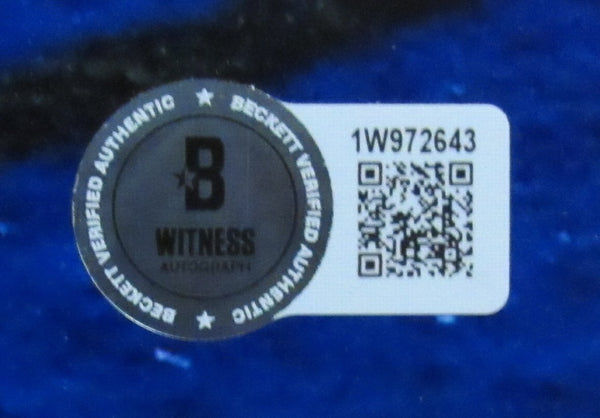 BECKETT VERIFIED AUTHENTIC
BECKETT VERIFIED AUTHENTIC
B
WITNESS
AUTOGRAPH
1W972643